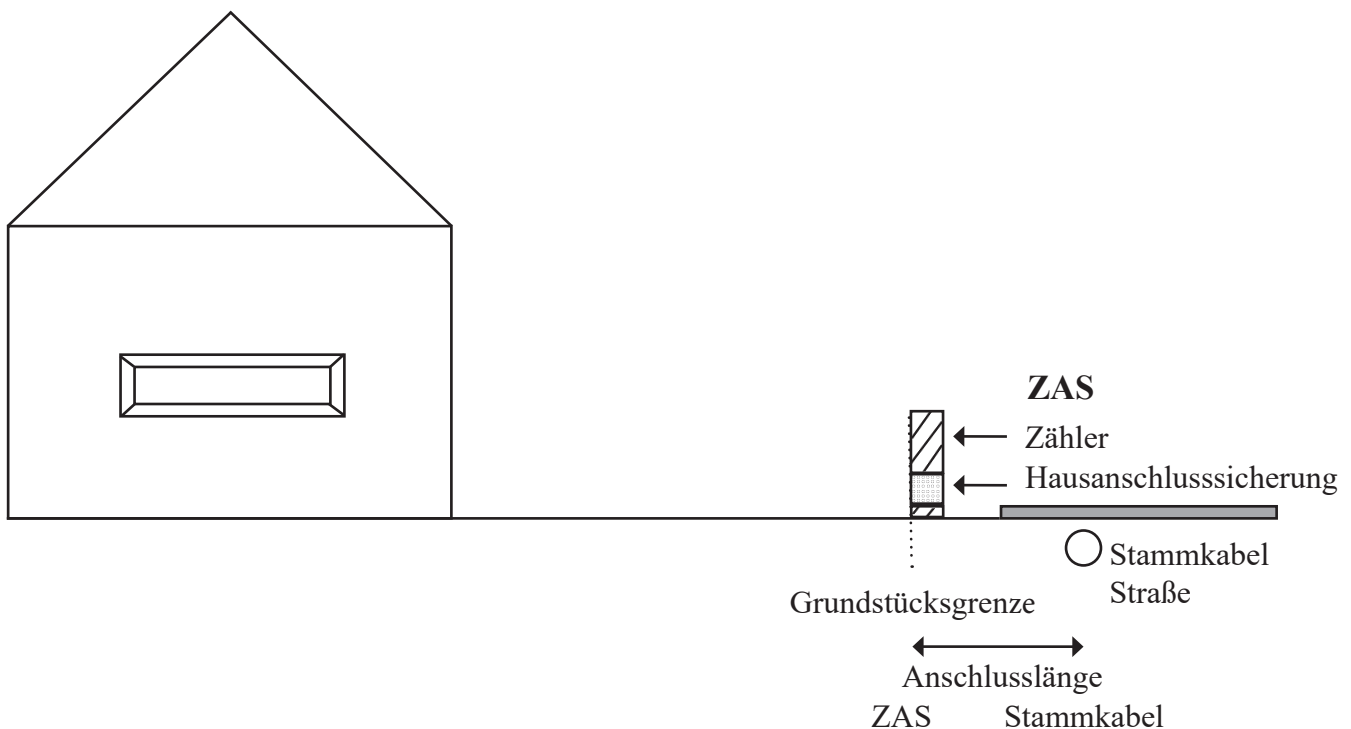 ZAS
Zähler
Hausanschlusssicherung
Stammkabel
Straße
Grundstücksgrenze
Anschlusslänge
ZAS Stammkabel